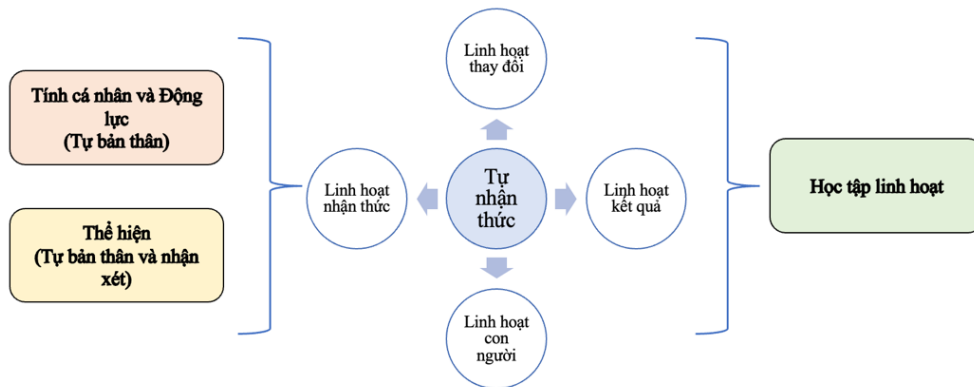 Tính cá nhân và Động
lực
(Tự bản thân)
Thể hiện
(Tự bản thân và nhận
xét)
Linh hoạt
thay đổi
Linh hoạt
nhận thức
Tự
nhận
thức
Linh hoạt
kết quả
Linh hoạt
con
người
Học tập linh hoạt